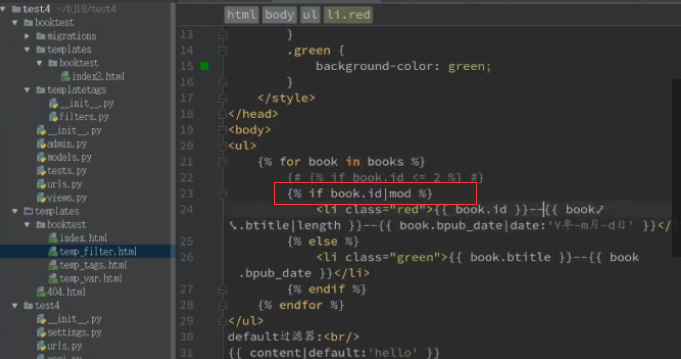 test4 ~/bj18/test4
booktest
migrations
templates
booktest
index2.html
templatetags
__init__.py
filters.py
__init__.py
admin.py
models.py
tests.py
urls.py
views.py
templates
booktest
index.html
temp_filter.html
temp_tags.html
temp_var.html
404.html
test4
__init__.py
settings.py
urls.py
html body ul li.red
13 }
14 .green {
15 background-color: green;
16 }
17 </style>
18 </head>
19 <body>
20 <ul>
21 {% for book in books %}
22 {# {% if book.id <= 2 %} #}
23 {% if book.id|mod %}
24 <li class="red">{{ book.id }}--{{ book
.btitle|length }}--{{ book.bpub_date|date:'Y年-m月-d日' }}</
25 {% else %}
26 <li class="green">{{ book.btitle }}--{{ book
.bpub_date }}</li>
27 {% endif %}
28 {% endfor %}
29 </ul>
30 default过滤器:<br/>
31 {{ content|default:'hello' }}